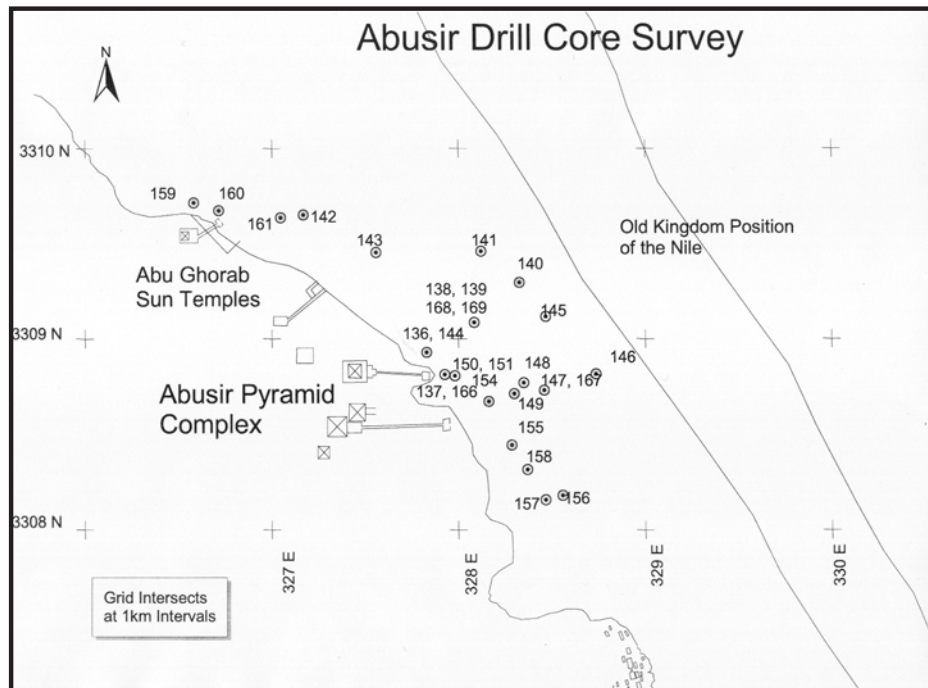 Abusir Drill Core Survey
N
3310 N
159
160
161
142
143
141
140
Old Kingdom Position
of the Nile
Abu Ghorab
Sun Temples
138, 139
168, 169
145
3309 N
136, 144
146
150, 151
148
137, 166
154
147, 167
149
Abusir Pyramid
Complex
155
158
157
156
3308 N
327 E
328 E
329 E
330 E
Grid Intersects
at 1km Intervals